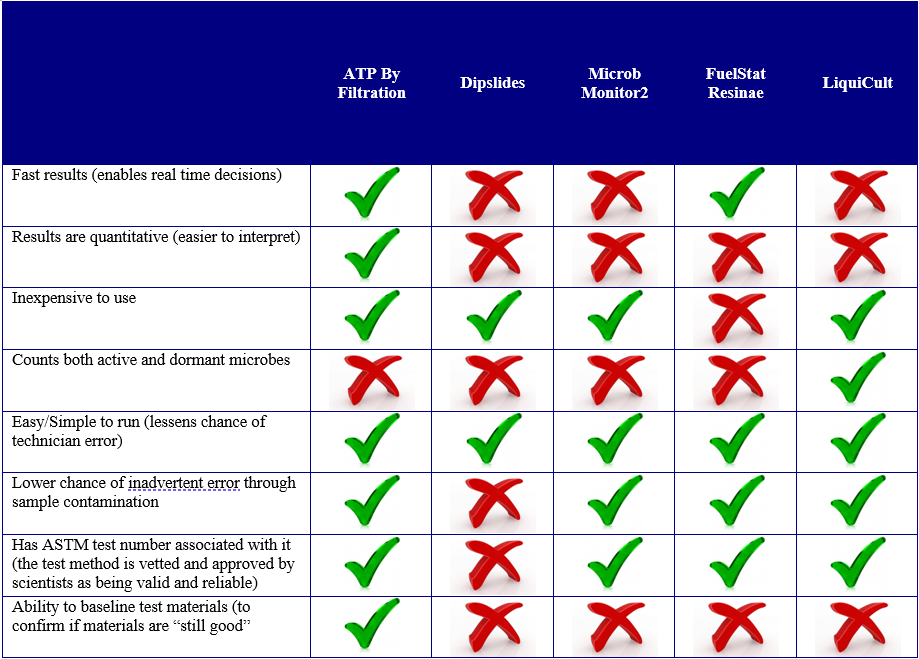 ATP By
Filtration
Dipslides
Microb
Monitor2
FuelStat
Resinae
LiquiCult
Fast results (enables real time decisions)
Results are quantitative (easier to interpret)
Inexpensive to use
Counts both active and dormant microbes
Easy/Simple to run (lessens chance of
technician error)
Lower chance of inadvertent error through
sample contamination
Has ASTM test number associated with it
(the test method is vetted and approved by
scientists as being valid and reliable)
Ability to baseline test materials (to
confirm if materials are “still good”